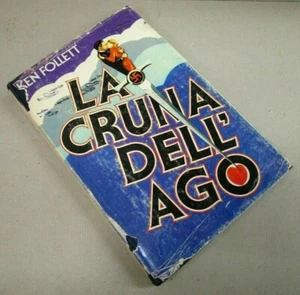 KEN FOLLETT
LA
CRUNA
DELL'
AGO